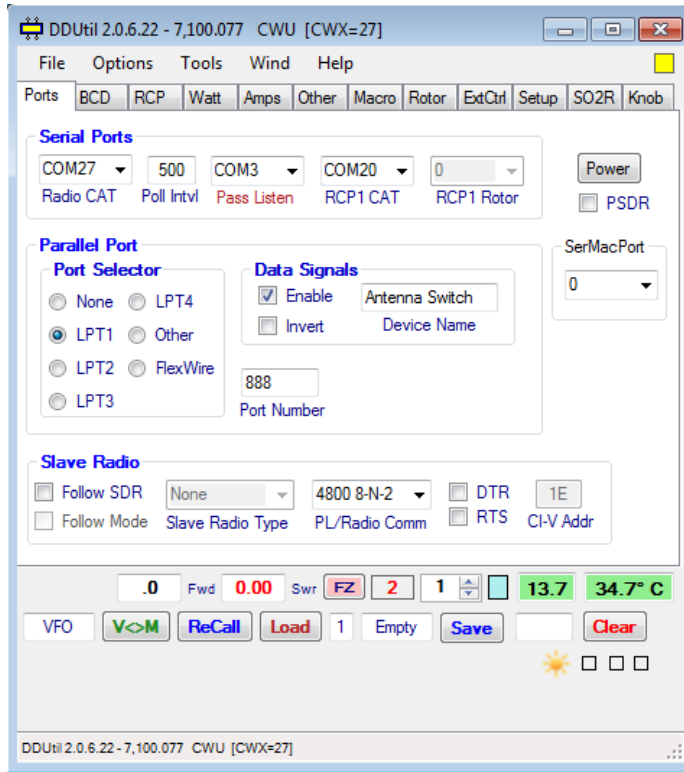 DDUtil 2.0.6.22 - 7,100.077 CWU [CWX=27]
File Options Tools Wind Help
Ports BCD RCP Watt Amps Other Macro Rotor ExtCtrl Setup SO2R Knob
Serial Ports
COM27 500 COM3 COM20 0 Power
Radio CAT Poll Intvl Pass Listen RCP1 CAT RCP1 Rotor PSDR
Parallel Port SerMacPort
Port Selector Data Signals
None LPT4 Enable Antenna Switch 0
LPT1 Other Invert Device Name
LPT2 FlexWire 888
LPT3 Port Number
Slave Radio
Follow SDR None 4800 8-N-2 DTR 1E
Follow Mode Slave Radio Type PL/Radio Comm RTS CI-V Addr
.0 Fwd 0.00 Swr FZ 2 1 13.7 34.7° C
VFO V<>M ReCall Load 1 Empty Save Clear
DDUtil 2.0.6.22 - 7,100.077 CWU [CWX=27]